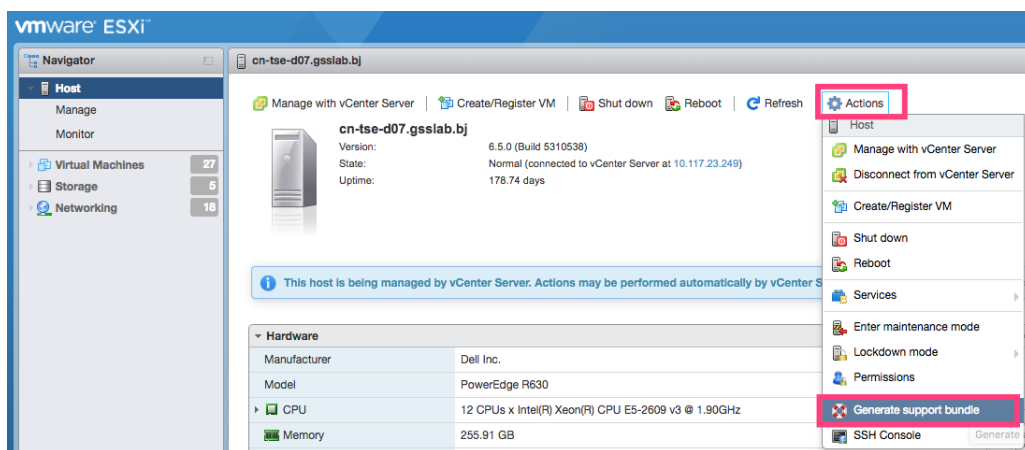 vmware ESXi™
Navigator
cn-tse-d07.gsslab.bj
Host
Manage
Monitor
Virtual Machines 27
Storage 5
Networking 18
Manage with vCenter Server Create/Register VM Shut down Reboot Refresh Actions
cn-tse-d07.gsslab.bj
Version: 6.5.0 (Build 5310538)
State: Normal (connected to vCenter Server at 10.117.23.249)
Uptime: 178.74 days
This host is being managed by vCenter Server. Actions may be performed automatically by vCenter S
Hardware
Manufacturer Dell Inc.
Model PowerEdge R630
CPU 12 CPUs x Intel(R) Xeon(R) CPU E5-2609 v3 @ 1.90GHz
Memory 255.91 GB
Host
Manage with vCenter Server
Disconnect from vCenter Server
Create/Register VM
Shut down
Reboot
Services
Enter maintenance mode
Lockdown mode
Permissions
Generate support bundle
SSH Console
Generate